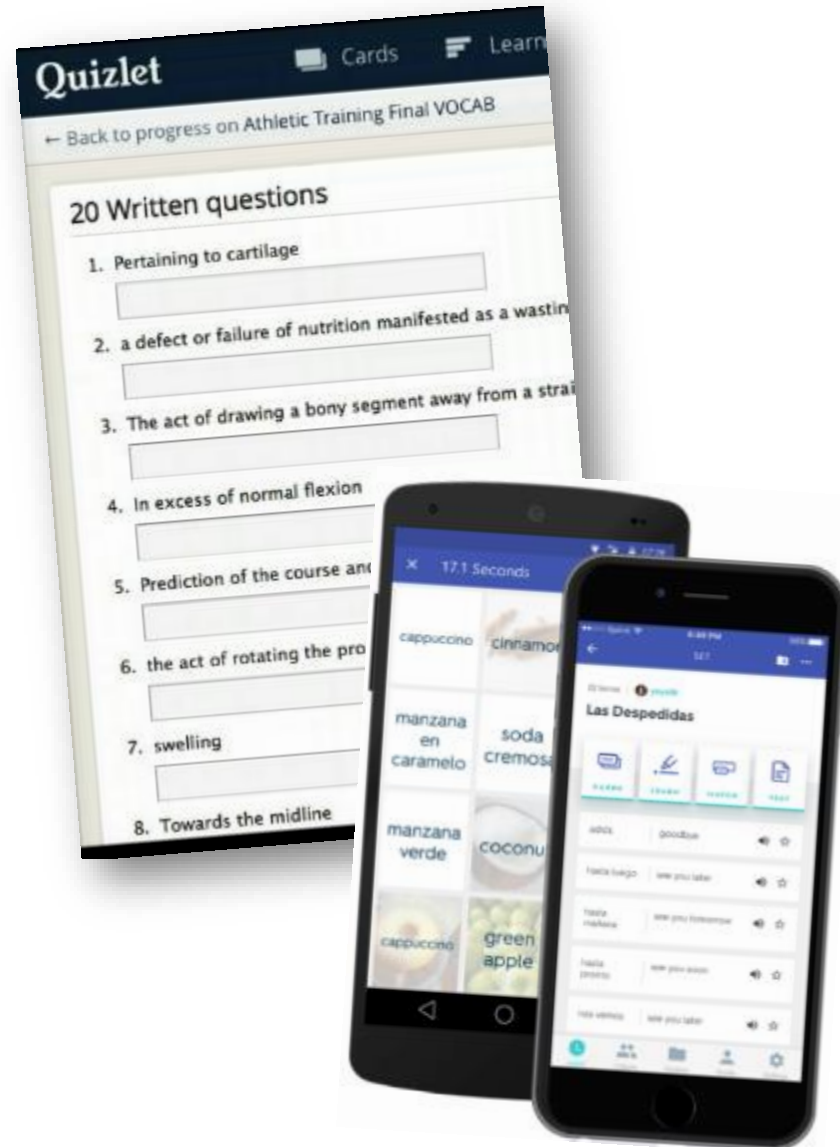 Quizlet
Cards
Learn
← Back to progress on Athletic Training Final VOCAB
20 Written questions
1. Pertaining to cartilage
2. a defect or failure of nutrition manifested as a wastin
3. The act of drawing a bony segment away from a strai
4. In excess of normal flexion
5. Prediction of the course and
6. the act of rotating the pro
7. swelling
8. Towards the midline
17.1 Seconds
cappuccino
cinnamon
manzana
en
caramelo
soda
cremosa
manzana
verde
coconu
cappuccino
green
apple
Las Despedidas
adiós
goodbye
hasta luego
see you later
hasta
mañana
see you tomorrow
hasta
pronto
see you soon
nos vemos
see you later